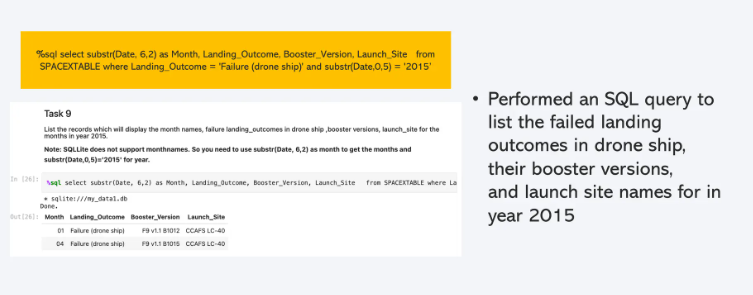 %sql select substr(Date, 6,2) as Month, Landing_Outcome, Booster_Version, Launch_Site from
SPACEXTABLE where Landing_Outcome = 'Failure (drone ship)' and substr(Date,0,5) = '2015'
Task 9
List the records which will display the month names, failure landing_outcomes in drone ship ,booster versions, launch_site for the
months in year 2015.
Note: SQLLite does not support monthnames. So you need to use substr(Date, 6,2) as month to get the months and
substr(Date,0,5)='2015' for year.
In [26]: %sql select substr(Date, 6,2) as Month, Landing_Outcome, Booster_Version, Launch_Site from SPACEXTABLE where La
* sqlite:///my_data1.db
Done.
Out[26]: Month Landing_Outcome Booster_Version Launch_Site
01 Failure (drone ship) F9 v1.1 B1012 CCAFS LC-40
04 Failure (drone ship) F9 v1.1 B1015 CCAFS LC-40
• Performed an SQL query to
list the failed landing
outcomes in drone ship,
their booster versions,
and launch site names for in
year 2015